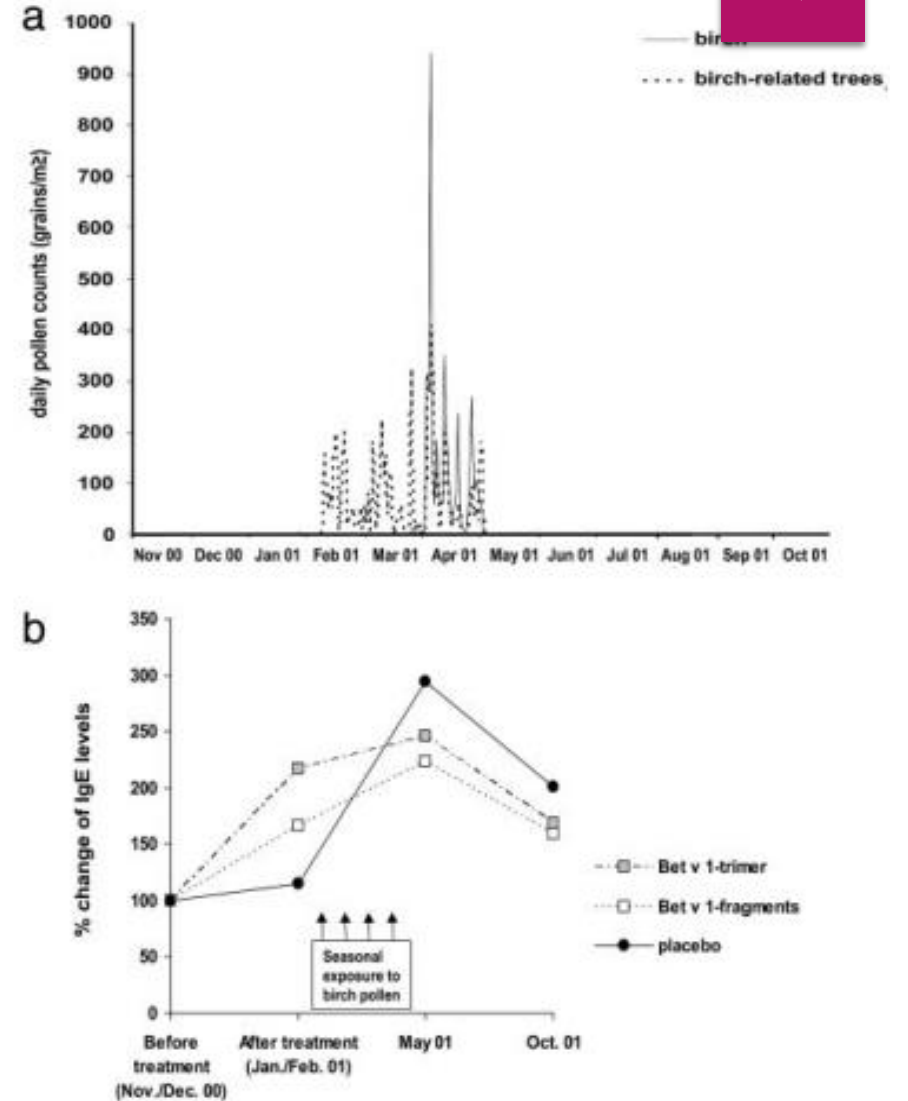 a
1000
900
800
700
600
500
400
300
200
100
0
daily pollen counts (grains/m≥)
birch-related trees
Nov 00 Dec 00 Jan 01 Feb 01 Mar 01 Apr 01 May 01 Jun 01 Jul 01 Aug 01 Sep 01 Oct 01
b
350
300
250
200
150
100
50
0
% change of IgE levels
Bet v 1-trimer
Bet v 1-fragments
placebo
Seasonal
exposure to
birch pollen
Before
treatment
(Nov./Dec. 00)
After treatment
(Jan./Feb. 01)
May 01
Oct. 01